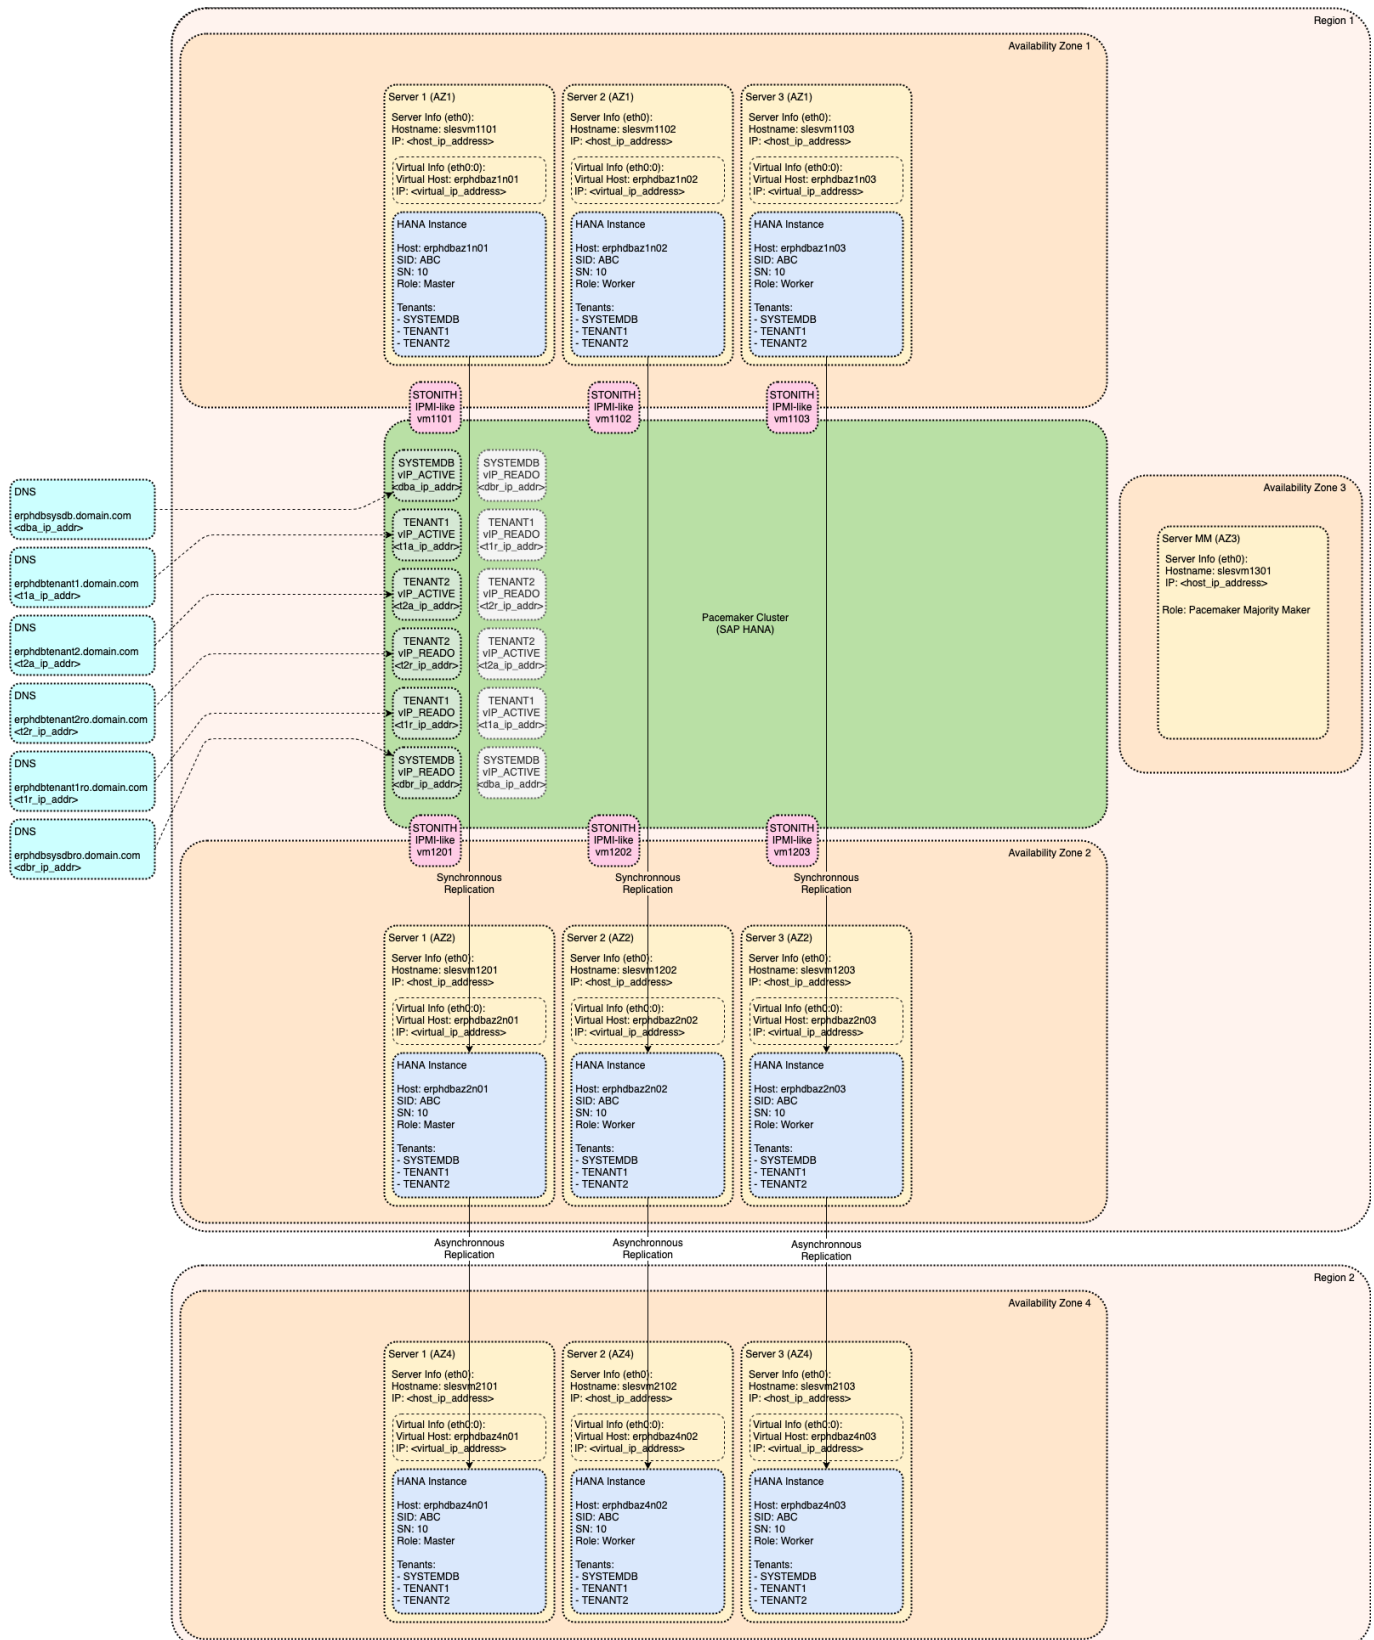 Region 1
Availability Zone 1
Server 1 (AZ1)
Server Info (eth0):
Hostname: slesvm1101
IP: <host_ip_address>
Virtual Info (eth0:0):
Virtual Host: erphdbaz1n01
IP: <virtual_ip_address>
HANA Instance
Host: erphdbaz1n01
SID: ABC
SN: 10
Role: Master
Tenants:
- SYSTEMDB
- TENANT1
- TENANT2
Server 2 (AZ1)
Server Info (eth0):
Hostname: slesvm1102
IP: <host_ip_address>
Virtual Info (eth0:0):
Virtual Host: erphdbaz1n02
IP: <virtual_ip_address>
HANA Instance
Host: erphdbaz1n02
SID: ABC
SN: 10
Role: Worker
Tenants:
- SYSTEMDB
- TENANT1
- TENANT2
Server 3 (AZ1)
Server Info (eth0):
Hostname: slesvm1103
IP: <host_ip_address>
Virtual Info (eth0:0):
Virtual Host: erphdbaz1n03
IP: <virtual_ip_address>
HANA Instance
Host: erphdbaz1n03
SID: ABC
SN: 10
Role: Worker
Tenants:
- SYSTEMDB
- TENANT1
- TENANT2
STONITH
IPMI-like
vm1101
STONITH
IPMI-like
vm1102
STONITH
IPMI-like
vm1103
DNS
erphdbsysdb.domain.com
<dba_ip_addr>
DNS
erphdbtenant1.domain.com
<t1a_ip_addr>
DNS
erphdbtenant2.domain.com
<t2a_ip_addr>
DNS
erphdbtenant2ro.domain.com
<t2r_ip_addr>
DNS
erphdbtenant1ro.domain.com
<t1r_ip_addr>
DNS
erphdbsysdbro.domain.com
<dbr_ip_addr>
SYSTEMDB
vIP_ACTIVE
<dba_ip_addr>
SYSTEMDB
vIP_READO
<dbr_ip_addr>
TENANT1
vIP_ACTIVE
<t1a_ip_addr>
TENANT1
vIP_READO
<t1r_ip_addr>
TENANT2
vIP_ACTIVE
<t2a_ip_addr>
TENANT2
vIP_READO
<t2r_ip_addr>
TENANT2
vIP_READO
<t2r_ip_addr>
TENANT2
vIP_ACTIVE
<t2a_ip_addr>
TENANT1
vIP_READO
<t1r_ip_addr>
TENANT1
vIP_ACTIVE
<t1a_ip_addr>
SYSTEMDB
vIP_READO
<dbr_ip_addr>
SYSTEMDB
vIP_ACTIVE
<dba_ip_addr>
Pacemaker Cluster
(SAP HANA)
Availability Zone 3
Server MM (AZ3)
Server Info (eth0):
Hostname: slesvm1301
IP: <host_ip_address>
Role: Pacemaker Majority Maker
STONITH
IPMI-like
vm1201
STONITH
IPMI-like
vm1202
STONITH
IPMI-like
vm1203
Availability Zone 2
Synchronnous
Replication
Synchronnous
Replication
Synchronnous
Replication
Server 1 (AZ2)
Server Info (eth0):
Hostname: slesvm1201
IP: <host_ip_address>
Virtual Info (eth0:0):
Virtual Host: erphdbaz2n01
IP: <virtual_ip_address>
HANA Instance
Host: erphdbaz2n01
SID: ABC
SN: 10
Role: Master
Tenants:
- SYSTEMDB
- TENANT1
- TENANT2
Server 2 (AZ2)
Server Info (eth0):
Hostname: slesvm1202
IP: <host_ip_address>
Virtual Info (eth0:0):
Virtual Host: erphdbaz2n02
IP: <virtual_ip_address>
HANA Instance
Host: erphdbaz2n02
SID: ABC
SN: 10
Role: Worker
Tenants:
- SYSTEMDB
- TENANT1
- TENANT2
Server 3 (AZ2)
Server Info (eth0):
Hostname: slesvm1203
IP: <host_ip_address>
Virtual Info (eth0:0):
Virtual Host: erphdbaz2n03
IP: <virtual_ip_address>
HANA Instance
Host: erphdbaz2n03
SID: ABC
SN: 10
Role: Worker
Tenants:
- SYSTEMDB
- TENANT1
- TENANT2
Asynchronnous
Replication
Asynchronnous
Replication
Asynchronnous
Replication
Region 2
Availability Zone 4
Server 1 (AZ4)
Server Info (eth0):
Hostname: slesvm2101
IP: <host_ip_address>
Virtual Info (eth0:0):
Virtual Host: erphdbaz4n01
IP: <virtual_ip_address>
HANA Instance
Host: erphdbaz4n01
SID: ABC
SN: 10
Role: Master
Tenants:
- SYSTEMDB
- TENANT1
- TENANT2
Server 2 (AZ4)
Server Info (eth0):
Hostname: slesvm2102
IP: <host_ip_address>
Virtual Info (eth0:0):
Virtual Host: erphdbaz4n02
IP: <virtual_ip_address>
HANA Instance
Host: erphdbaz4n02
SID: ABC
SN: 10
Role: Worker
Tenants:
- SYSTEMDB
- TENANT1
- TENANT2
Server 3 (AZ4)
Server Info (eth0):
Hostname: slesvm2103
IP: <host_ip_address>
Virtual Info (eth0:0):
Virtual Host: erphdbaz4n03
IP: <virtual_ip_address>
HANA Instance
Host: erphdbaz4n03
SID: ABC
SN: 10
Role: Worker
Tenants:
- SYSTEMDB
- TENANT1
- TENANT2